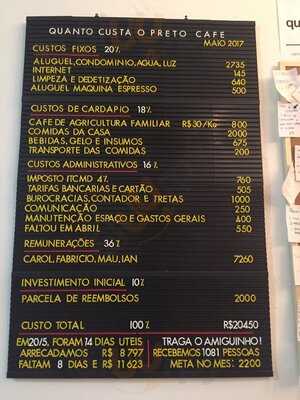 QUANTO CUSTA O PRETO CAFE
MAIO 2017
CUSTOS FIXOS 20%
ALUGUEL, CONDOMINIO, AGUA, LUZ 2735
INTERNET 145
LIMPEZA E DEDETIZAÇÃO 640
ALUGUEL MAQUINA ESPRESSO 500
CUSTOS DE CARDAPIO 18%
CAFE DE AGRICULTURA FAMILIAR R$30/Kg 800
COMIDAS DA CASA 2000
BEBIDAS, GELO E INSUMOS 675
TRANSPORTE DAS COMIDAS 200
CUSTOS ADMINISTRATIVOS 16%
IMPOSTO ITCMD 4% 760
TARIFAS BANCARIAS E CARTÃO 505
BUROCRACIAS, CONTADOR E TRETAS 1000
COMUNICAÇÃO 250
MANUTENÇÃO ESPAÇO E GASTOS GERAIS 400
FALTOU EM ABRIL 550
REMUNERAÇÕES 36%
CAROL, FABRICIO, MAU, IAN 7260
INVESTIMENTO INICIAL 10%
PARCELA DE REEMBOLSOS 2000
CUSTO TOTAL 100% R$20450
EM 20/5, FORAM 14 DIAS UTEIS
ARRECADAMOS R$ 8797
FALTAM 8 DIAS E R$ 11623
TRAGA O AMIGUINHO!
RECEBEMOS 1081 PESSOAS
META NO MES: 2200